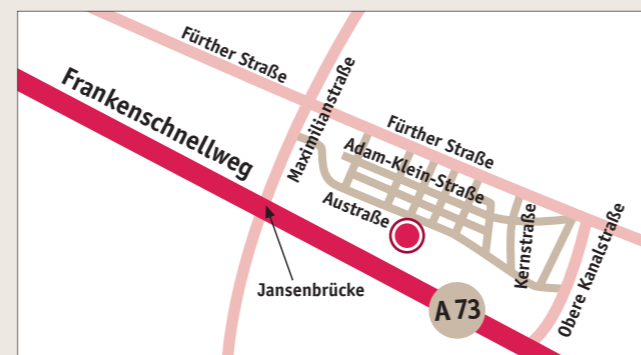 Fürther Straße
Frankenschnellweg
Maximilianstraße
Fürther Straße
Adam-Klein-Straße
Austraße
Kernstraße
Obere Kanalstraße
Jansenbrücke
A 73